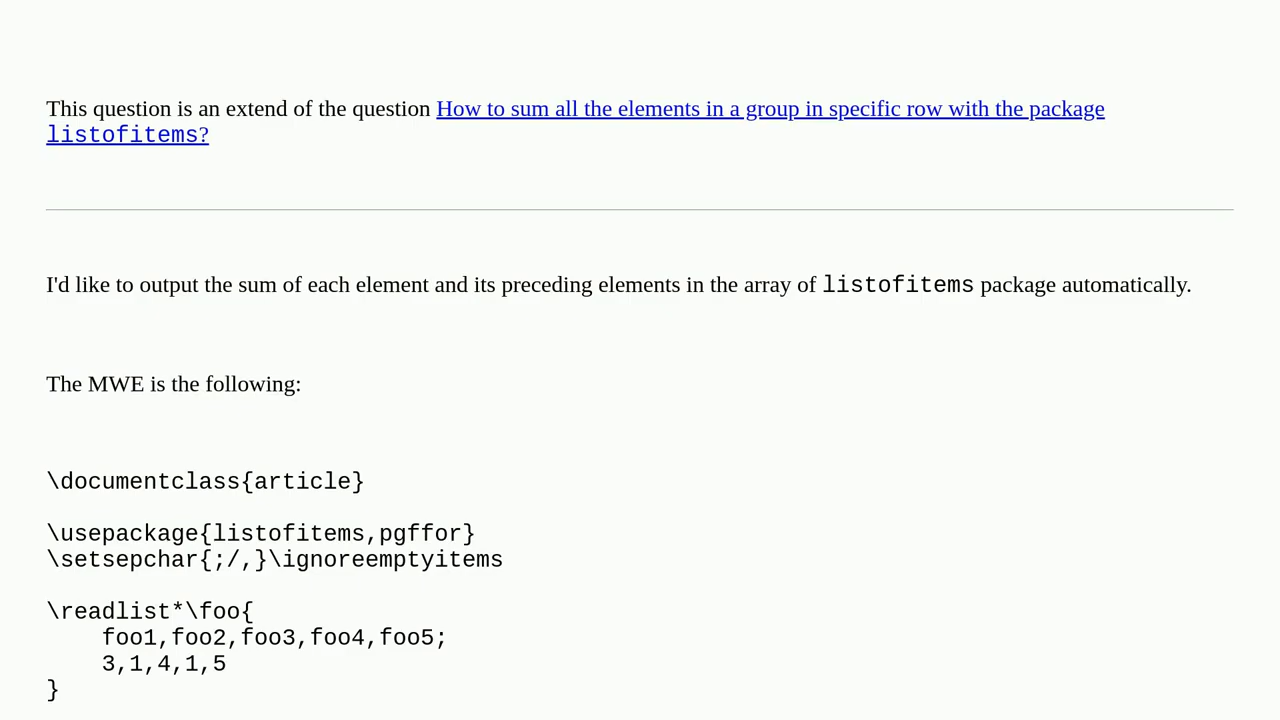 This question is an extend of the question How to sum all the elements in a group in specific row with the package
listofitems?
I'd like to output the sum of each element and its preceding elements in the array of listofitems package automatically.
The MWE is the following:
\documentclass{article}
\usepackage{listofitems,pgffor}
\setsepchar{;/,}\ignoreemptyitems
\readlist*\foo{
    foo1,foo2,foo3,foo4,foo5;
    3,1,4,1,5
}